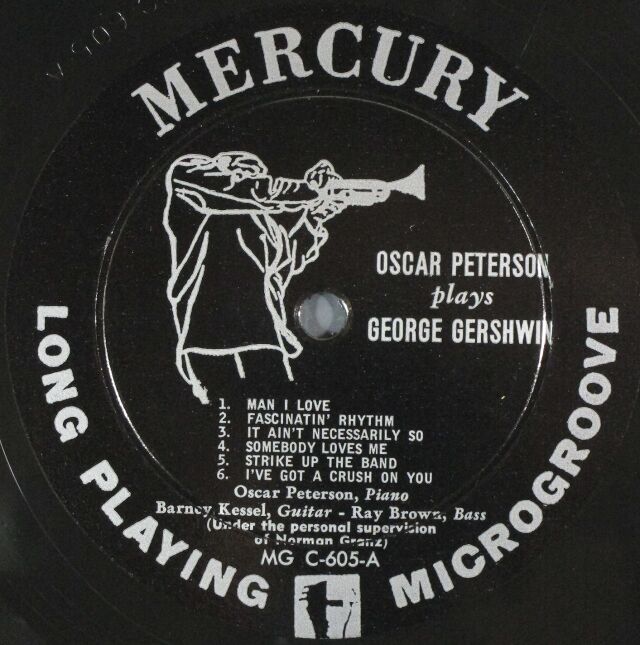 MERCURY
OSCAR PETERSON
plays
GEORGE GERSHWIN
1. MAN I LOVE
2. FASCINATIN' RHYTHM
3. IT AIN'T NECESSARILY SO
4. SOMEBODY LOVES ME
5. STRIKE UP THE BAND
6. I'VE GOT A CRUSH ON YOU
Oscar Peterson, Piano
Barney Kessel, Guitar - Ray Brown, Bass
(Under the personal supervision
of Norman Granz)
MG C-605-A
LONG PLAYING MICROGROOVE